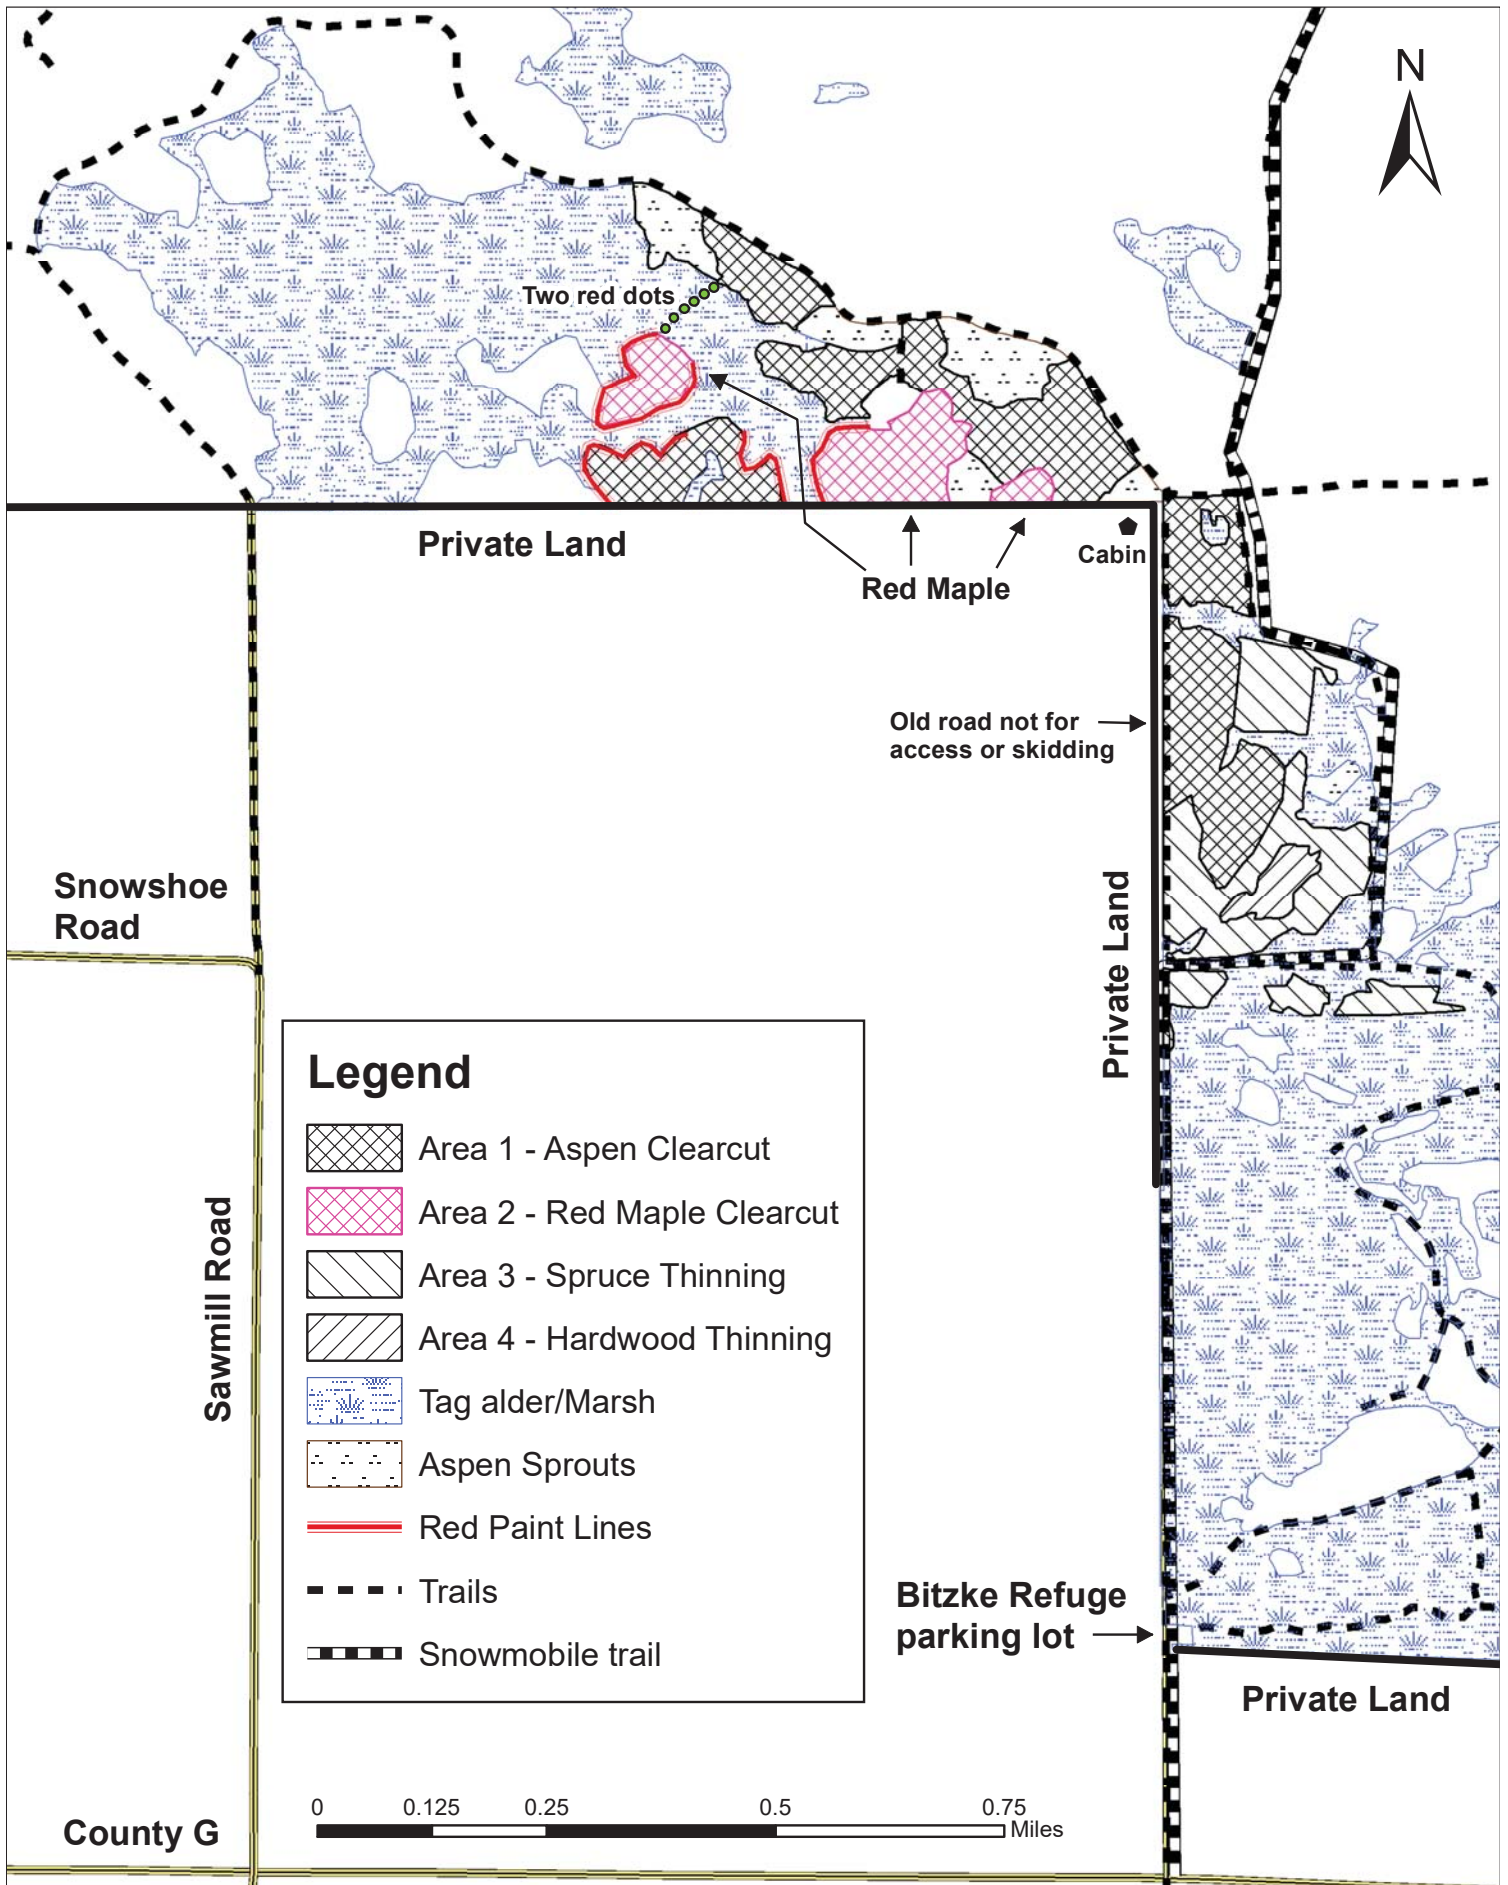 N
Two red dots
Private Land
Cabin
Red Maple
Old road not for
access or skidding
Snowshoe
Road
Private Land
Legend
Area 1 - Aspen Clearcut
Area 2 - Red Maple Clearcut
Area 3 - Spruce Thinning
Area 4 - Hardwood Thinning
Tag alder/Marsh
Aspen Sprouts
Red Paint Lines
Trails
Snowmobile trail
Sawmill Road
Bitzke Refuge
parking lot
Private Land
0 0.125 0.25 0.5 0.75
Miles
County G